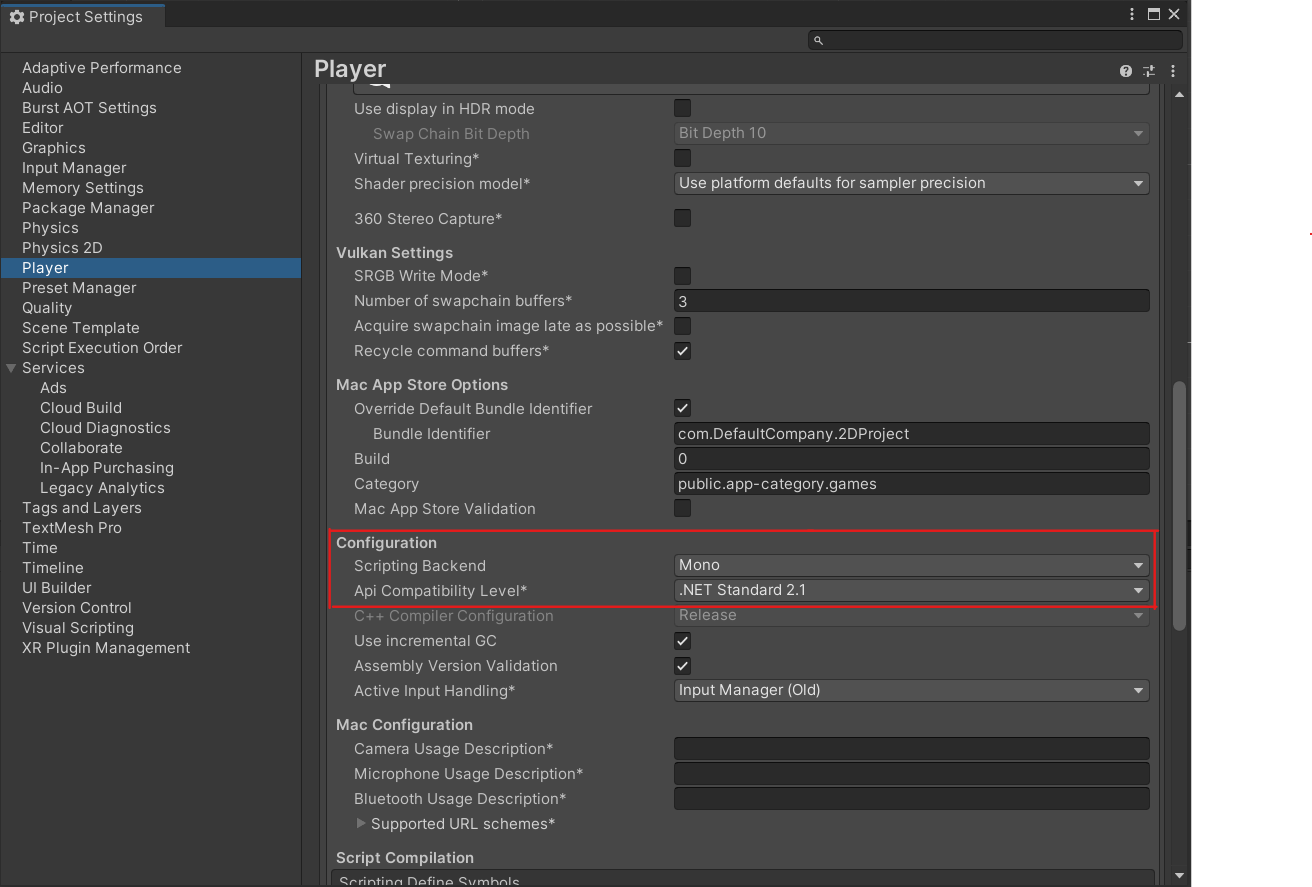 Project Settings
Adaptive Performance
Audio
Burst AOT Settings
Editor
Graphics
Input Manager
Memory Settings
Package Manager
Physics
Physics 2D
Player
Preset Manager
Quality
Scene Template
Script Execution Order
Services
Ads
Cloud Build
Cloud Diagnostics
Collaborate
In-App Purchasing
Legacy Analytics
Tags and Layers
TextMesh Pro
Time
Timeline
UI Builder
Version Control
Visual Scripting
XR Plugin Management
Player
Use display in HDR mode
Swap Chain Bit Depth Bit Depth 10
Virtual Texturing*
Shader precision model* Use platform defaults for sampler precision
360 Stereo Capture*
Vulkan Settings
SRGB Write Mode*
Number of swapchain buffers* 3
Acquire swapchain image late as possible*
Recycle command buffers*
Mac App Store Options
Override Default Bundle Identifier
Bundle Identifier com.DefaultCompany.2DProject
Build 0
Category public.app-category.games
Mac App Store Validation
Configuration
Scripting Backend Mono
Api Compatibility Level* .NET Standard 2.1
C++ Compiler Configuration Release
Use incremental GC
Assembly Version Validation
Active Input Handling* Input Manager (Old)
Mac Configuration
Camera Usage Description*
Microphone Usage Description*
Bluetooth Usage Description*
Supported URL schemes*
Script Compilation
Scripting Define Symbols